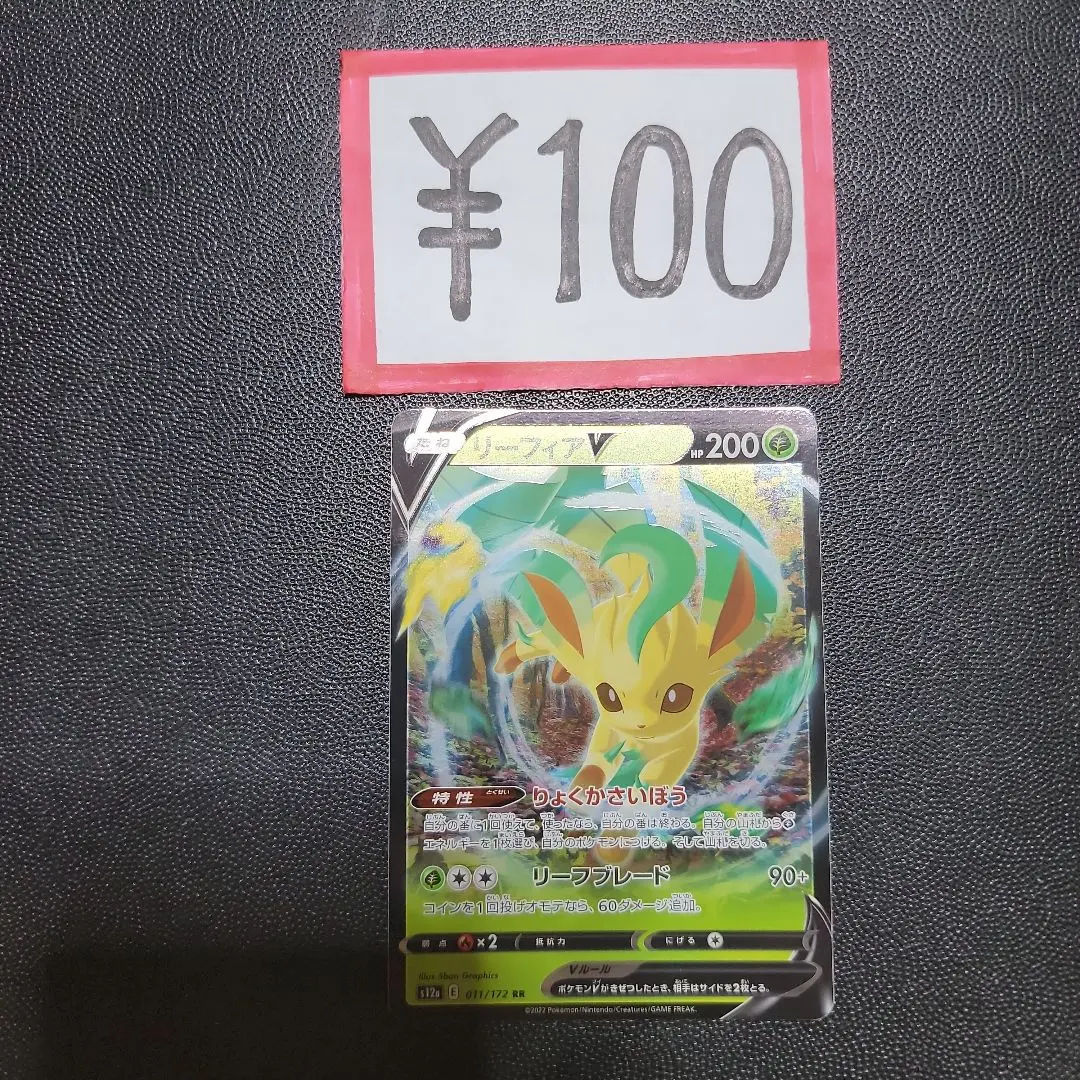 ¥100
たね リーフィアV HP 200
特性 とくせい りょくかさいぼう
自分の番に1回使えて、使ったなら、自分の番は終わる。自分の山札から
エネルギーを1枚選び、自分のポケモンにつける。そして山札を切る。
リーフブレード 90+
コインを1回投げオモテなら、60ダメージ追加。
弱点 ×2 抵抗力 にげる
Vルール
ポケモンVがきぜつしたとき、相手はサイドを2枚とる。
Illus. 5ban Graphics
s12a E 011/172 RR
©2022 Pokémon/Nintendo/Creatures/GAME FREAK.